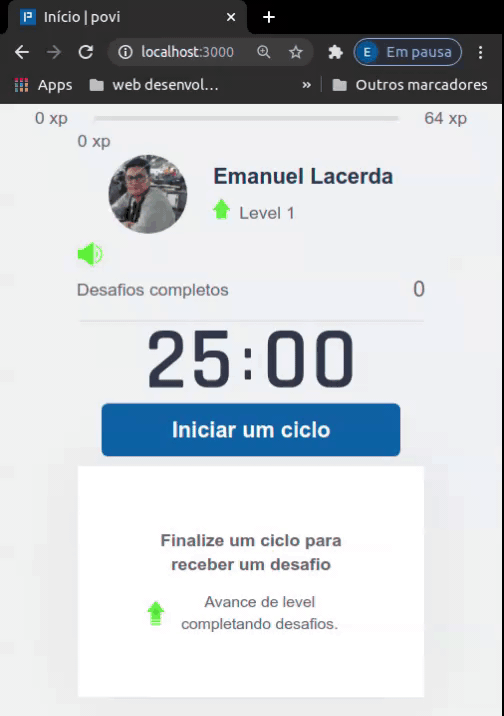 Início | povi
localhost:3000
E Em pausa
Apps web desenvol... » Outros marcadores
0 xp 64 xp
0 xp
Emanuel Lacerda
Level 1
Desafios completos 0
25:00
Iniciar um ciclo
Finalize um ciclo para
receber um desafio
Avance de level
completando desafios.